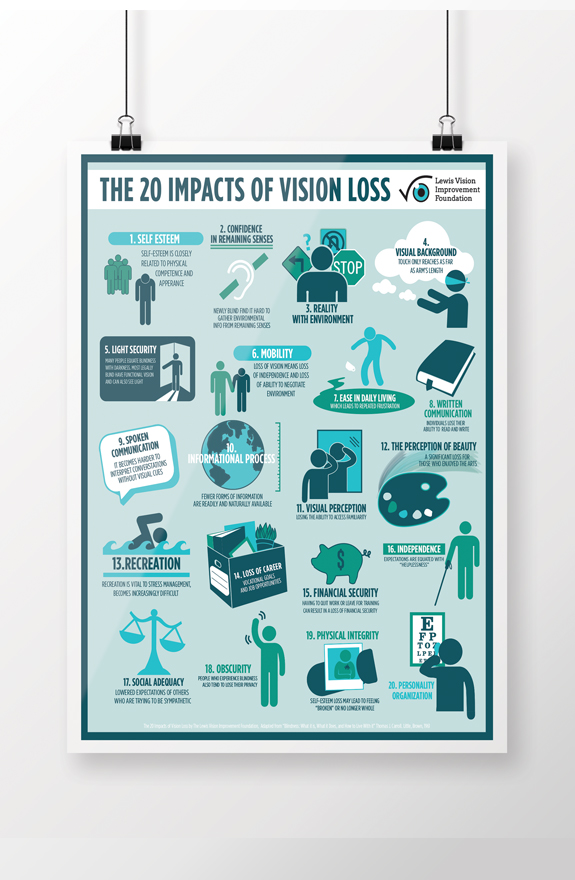 THE 20 IMPACTS OF VISION LOSS
Lewis Vision
Improvement
Foundation
1. SELF ESTEEM
SELF-ESTEEM IS CLOSELY
RELATED TO PHYSICAL
COMPETENCE AND
APPERANCE
2. CONFIDENCE
IN REMAINING SENSES
NEWLY BLIND FIND IT HARD TO
GATHER ENVIRONMENTAL
INFO FROM REMAINING SENSES
?
STOP
3. REALITY
WITH ENVIRONMENT
4.
VISUAL BACKGROUND
TOUCH ONLY REACHES AS FAR
AS ARM'S LENGTH
5. LIGHT SECURITY
MANY PEOPLE EQUATE BLINDNESS
WITH DARKNESS, MOST LEGALLY
BLIND HAVE FUNCTIONAL VISION
AND CAN ALSO SEE LIGHT
6. MOBILITY
LOSS OF VISION MEANS LOSS
OF INDEPENDENCE AND LOSS
OF ABILITY TO NEGOTIATE
ENVIRONMENT
7. EASE IN DAILY LIVING
WHICH LEADS TO REPEATED FRUSTRATION
8. WRITTEN
COMMUNICATION
INDIVIDUALS LOSE THEIR
ABILITY TO READ AND WRITE
9. SPOKEN
COMMUNICATION
IT BECOMES HARDER TO
INTERPRET CONVERSTATIONS
WITHOUT VISUAL CUES
10.
INFORMATIONAL PROCESS
FEWER FORMS OF INFORMATION
ARE READILY AND NATURALLY AVAILABLE
11. VISUAL PERCEPTION
LOSING THE ABILITY TO ACCESS FAMILIARITY
12. THE PERCEPTION OF BEAUTY
A SIGNIFICANT LOSS FOR
THOSE WHO ENJOYED THE ARTS
13.RECREATION
RECREATION IS VITAL TO STRESS MANAGEMENT,
BECOMES INCREASINGLY DIFFICULT
14. LOSS OF CAREER
VOCATIONAL GOALS
AND JOB OPPORTUNITIES
$
15. FINANCIAL SECURITY
HAVING TO QUIT WORK OR LEAVE FOR TRAINING
CAN RESULT IN A LOSS OF FINANCIAL SECURITY
16. INDEPENDENCE
EXPECTATIONS ARE EQUATED WITH
"HELPLESSNESS"
17. SOCIAL ADEQUACY
LOWERED EXPECTATIONS OF OTHERS
WHO ARE TRYING TO BE SYMPATHETIC
18. OBSCURITY
PEOPLE WHO EXPERIENCE BLINDNESS
ALSO TEND TO LOSE THEIR PRIVACY
19. PHYSICAL INTEGRITY
SELF-ESTEEM LOSS MAY LEAD TO FEELING
"BROKEN" OR NO LONGER WHOLE
E
F P
T O Z
L P E
20. PERSONALITY
ORGANIZATION